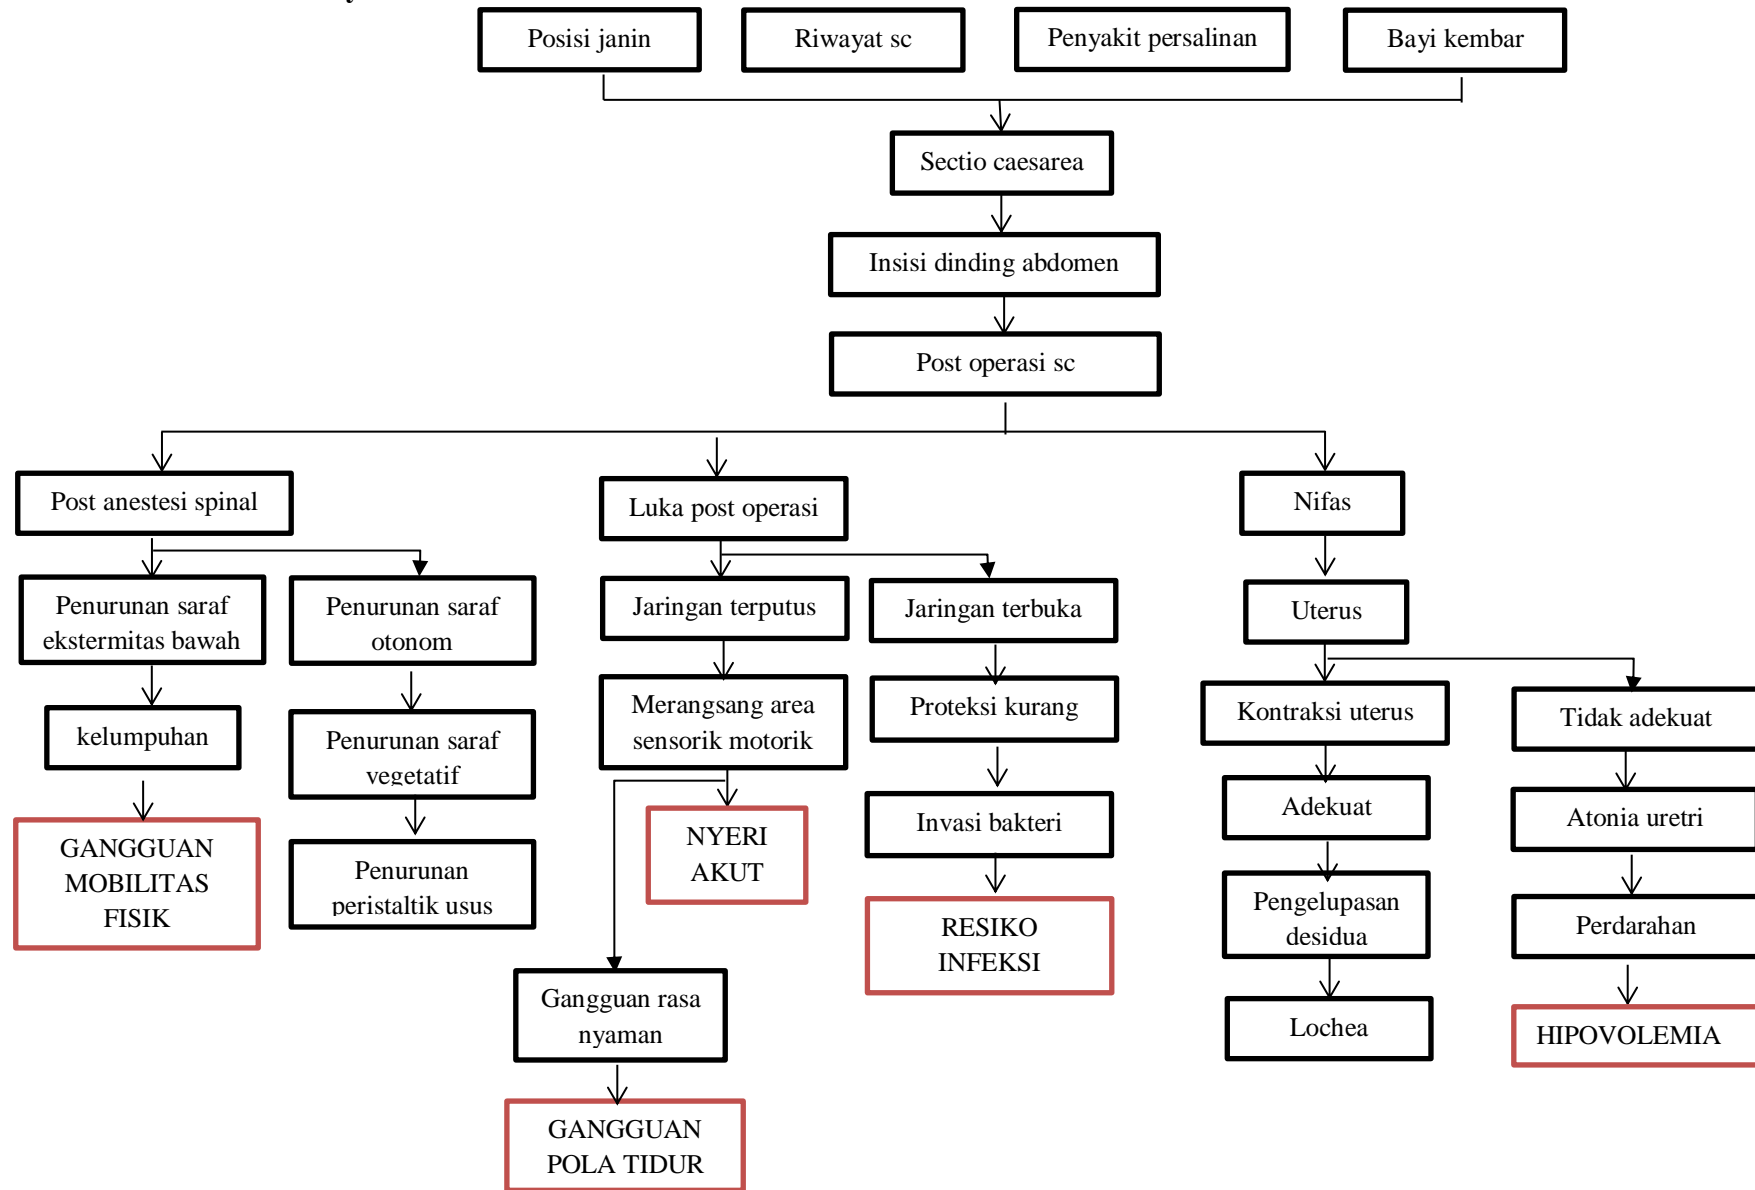 Posisi janin
Riwayat sc
Penyakit persalinan
Bayi kembar
Sectio caesarea
Insisi dinding abdomen
Post operasi sc
Post anestesi spinal
Luka post operasi
Nifas
Penurunan saraf
ekstermitas bawah
Penurunan saraf
otonom
Jaringan terputus
Jaringan terbuka
Uterus
kelumpuhan
Penurunan saraf
vegetatif
Merangsang area
sensorik motorik
Proteksi kurang
Kontraksi uterus
Tidak adekuat
GANGGUAN
MOBILITAS
FISIK
Penurunan
peristaltik usus
NYERI
AKUT
Invasi bakteri
Adekuat
Atonia uretri
RESIKO
INFEKSI
Pengelupasan
desidua
Perdarahan
Gangguan rasa
nyaman
Lochea
HIPOVOLEMIA
GANGGUAN
POLA TIDUR